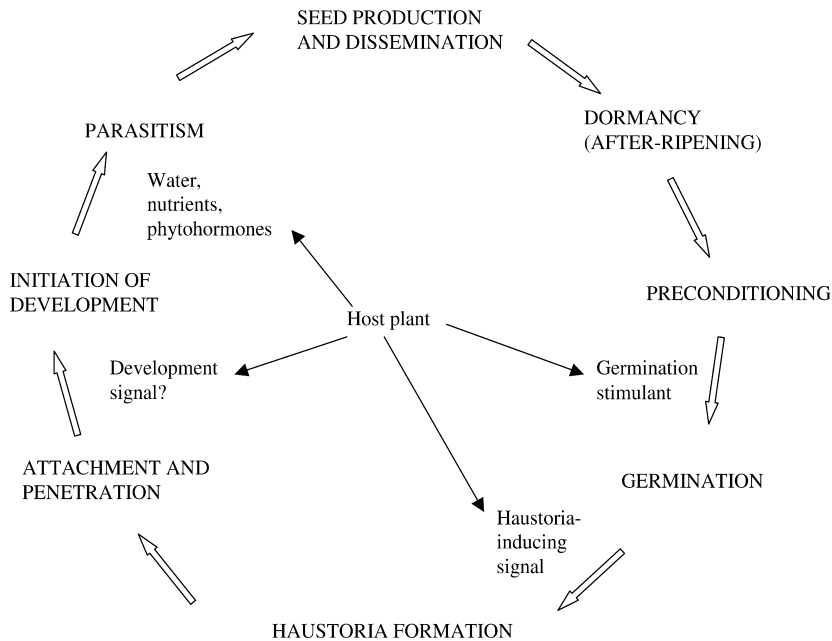 SEED PRODUCTION
AND DISSEMINATION
DORMANCY
(AFTER-RIPENING)
PRECONDITIONING
GERMINATION
HAUSTORIA FORMATION
ATTACHMENT AND
PENETRATION
INITIATION OF
DEVELOPMENT
PARASITISM
Water,
nutrients,
phytohormones
Host plant
Development
signal?
Germination
stimulant
Haustoria-
inducing
signal